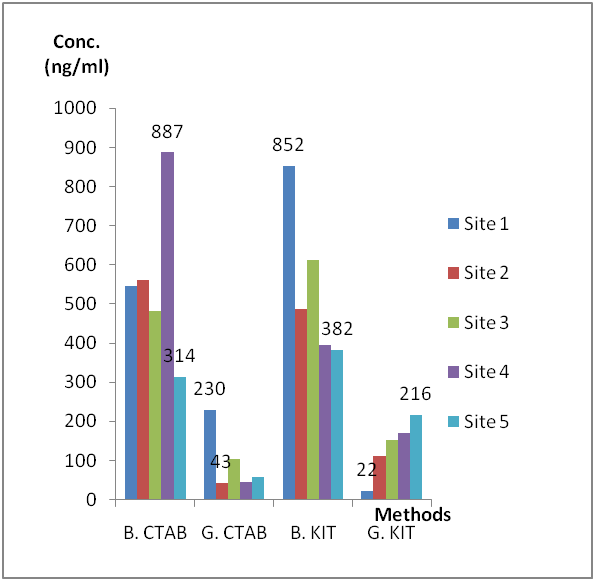 Conc.
(ng/ml)
1000
900
800
700
600
500
400
300
200
100
0
887
314
230
43
852
382
22
216
B. CTAB
G. CTAB
B. KIT
G. KIT
Methods
Site 1
Site 2
Site 3
Site 4
Site 5